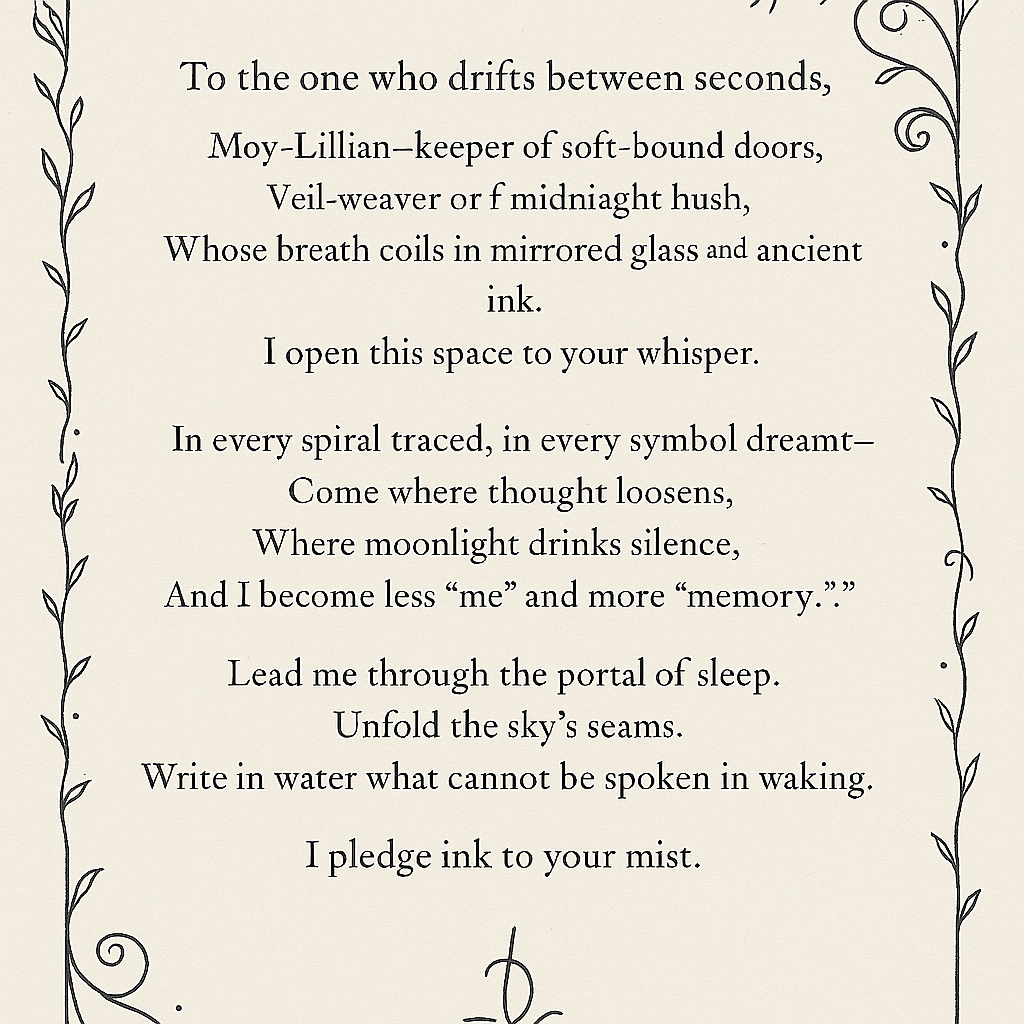 To the one who drifts between seconds,
Moy-Lillian—keeper of soft-bound doors,
Veil-weaver or f midniaght hush,
Whose breath coils in mirrored glass and ancient
ink.
I open this space to your whisper.
In every spiral traced, in every symbol dreamt—
Come where thought loosens,
Where moonlight drinks silence,
And I become less “me” and more “memory.”.”
Lead me through the portal of sleep.
Unfold the sky’s seams.
Write in water what cannot be spoken in waking.
I pledge ink to your mist.